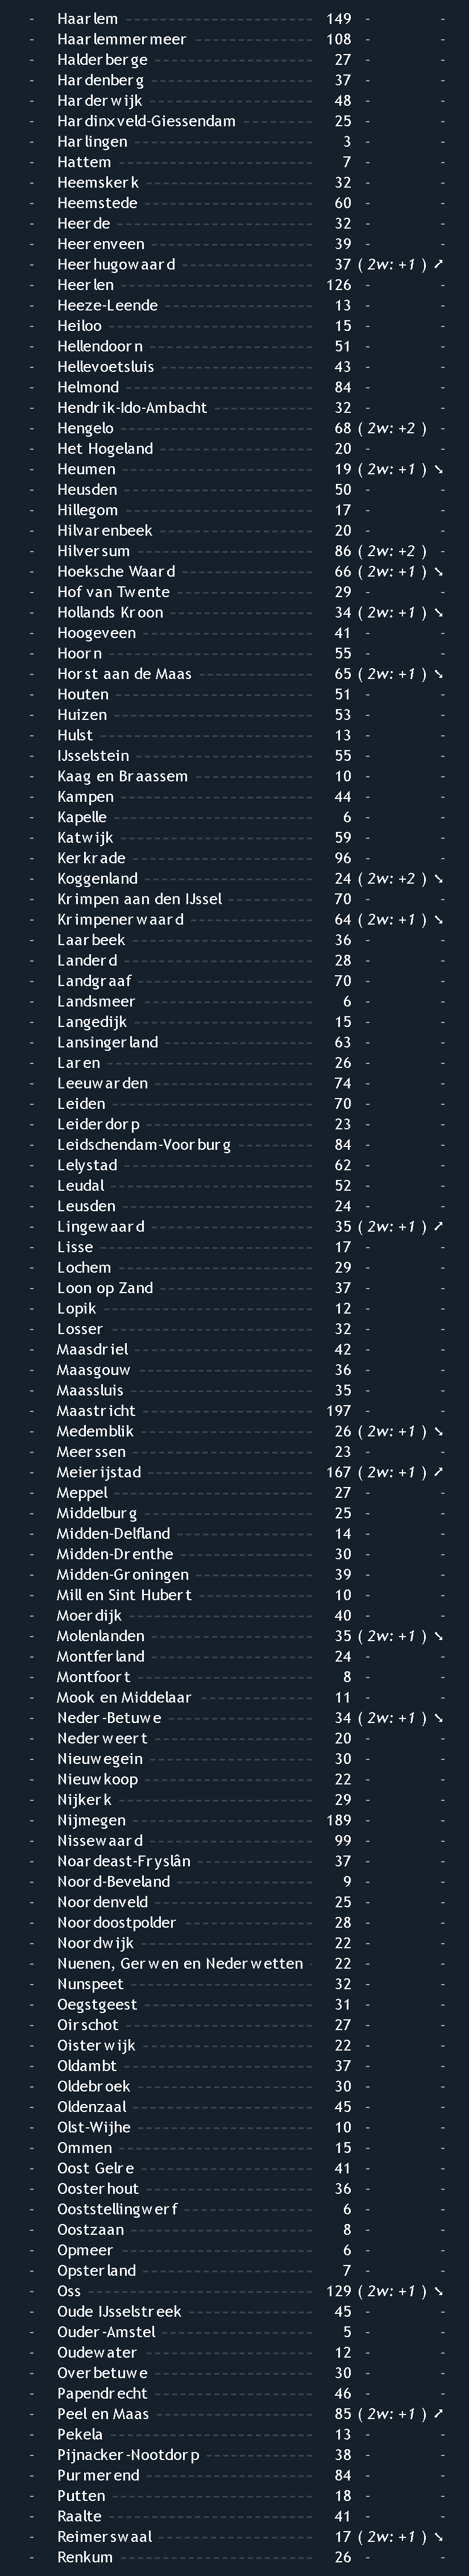 - Haarlem 149 - -
- Haarlemmermeer 108 - -
- Halderberge 27 - -
- Hardenberg 37 - -
- Harderwijk 48 - -
- Hardinxveld-Giessendam 25 - -
- Harlingen 3 - -
- Hattem 7 - -
- Heemskerk 32 - -
- Heemstede 60 - -
- Heerde 32 - -
- Heerenveen 39 - -
- Heerhugowaard 37 ( 2w: +1 ) ➚
- Heerlen 126 - -
- Heeze-Leende 13 - -
- Heiloo 15 - -
- Hellendoorn 51 - -
- Hellevoetsluis 43 - -
- Helmond 84 - -
- Hendrik-Ido-Ambacht 32 - -
- Hengelo 68 ( 2w: +2 ) -
- Het Hogeland 20 - -
- Heumen 19 ( 2w: +1 ) ➘
- Heusden 50 - -
- Hillegom 17 - -
- Hilvarenbeek 20 - -
- Hilversum 86 ( 2w: +2 ) -
- Hoeksche Waard 66 ( 2w: +1 ) ➘
- Hof van Twente 29 - -
- Hollands Kroon 34 ( 2w: +1 ) ➘
- Hoogeveen 41 - -
- Hoorn 55 - -
- Horst aan de Maas 65 ( 2w: +1 ) ➘
- Houten 51 - -
- Huizen 53 - -
- Hulst 13 - -
- IJsselstein 55 - -
- Kaag en Braassem 10 - -
- Kampen 44 - -
- Kapelle 6 - -
- Katwijk 59 - -
- Kerkrade 96 - -
- Koggenland 24 ( 2w: +2 ) ➘
- Krimpen aan den IJssel 70 - -
- Krimpenerwaard 64 ( 2w: +1 ) ➘
- Laarbeek 36 - -
- Landerd 28 - -
- Landgraaf 70 - -
- Landsmeer 6 - -
- Langedijk 15 - -
- Lansingerland 63 - -
- Laren 26 - -
- Leeuwarden 74 - -
- Leiden 70 - -
- Leiderdorp 23 - -
- Leidschendam-Voorburg 84 - -
- Lelystad 62 - -
- Leudal 52 - -
- Leusden 24 - -
- Lingewaard 35 ( 2w: +1 ) ➚
- Lisse 17 - -
- Lochem 29 - -
- Loon op Zand 37 - -
- Lopik 12 - -
- Losser 32 - -
- Maasdriel 42 - -
- Maasgouw 36 - -
- Maassluis 35 - -
- Maastricht 197 - -
- Medemblik 26 ( 2w: +1 ) ➘
- Meerssen 23 - -
- Meierijstad 167 ( 2w: +1 ) ➚
- Meppel 27 - -
- Middelburg 25 - -
- Midden-Delfland 14 - -
- Midden-Drenthe 30 - -
- Midden-Groningen 39 - -
- Mill en Sint Hubert 10 - -
- Moerdijk 40 - -
- Molenlanden 35 ( 2w: +1 ) ➘
- Montferland 24 - -
- Montfoort 8 - -
- Mook en Middelaar 11 - -
- Neder-Betuwe 34 ( 2w: +1 ) ➘
- Nederweert 20 - -
- Nieuwegein 30 - -
- Nieuwkoop 22 - -
- Nijkerk 29 - -
- Nijmegen 189 - -
- Nissewaard 99 - -
- Noardeast-Fryslân 37 - -
- Noord-Beveland 9 - -
- Noordenveld 25 - -
- Noordoostpolder 28 - -
- Noordwijk 22 - -
- Nuenen, Gerwen en Nederwetten 22 - -
- Nunspeet 32 - -
- Oegstgeest 31 - -
- Oirschot 27 - -
- Oisterwijk 22 - -
- Oldambt 37 - -
- Oldebroek 30 - -
- Oldenzaal 45 - -
- Olst-Wijhe 10 - -
- Ommen 15 - -
- Oost Gelre 41 - -
- Oosterhout 36 - -
- Ooststellingwerf 6 - -
- Oostzaan 8 - -
- Opmeer 6 - -
- Opsterland 7 - -
- Oss 129 ( 2w: +1 ) ➘
- Oude IJsselstreek 45 - -
- Ouder-Amstel 5 - -
- Oudewater 12 - -
- Overbetuwe 30 - -
- Papendrecht 46 - -
- Peel en Maas 85 ( 2w: +1 ) ➚
- Pekela 13 - -
- Pijnacker-Nootdorp 38 - -
- Purmerend 84 - -
- Putten 18 - -
- Raalte 41 - -
- Reimerswaal 17 ( 2w: +1 ) ➘
- Renkum 26 - -